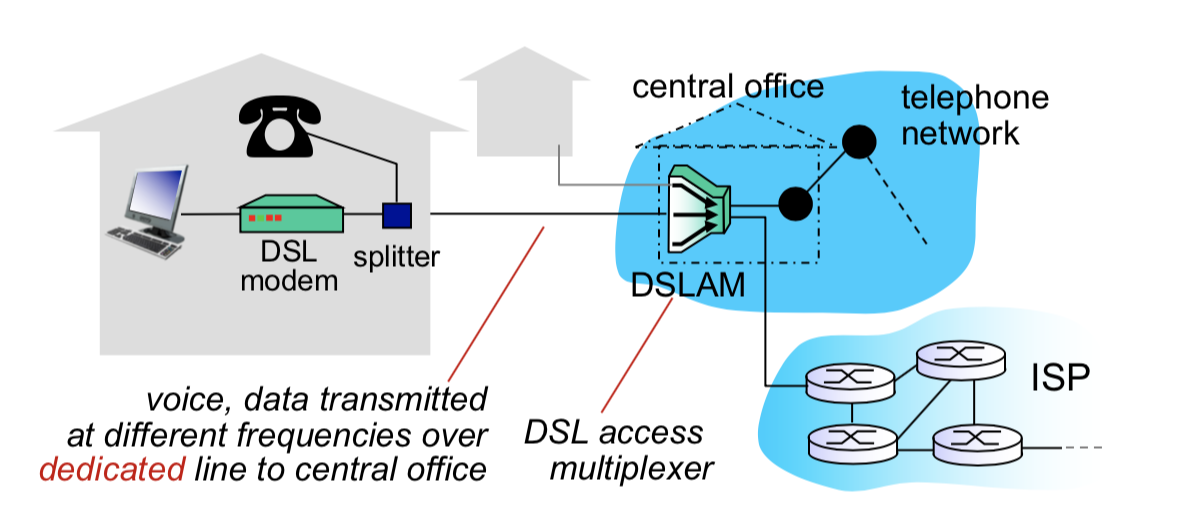 central office
telephone
network
DSL
modem
splitter
DSLAM
ISP
voice, data transmitted
at different frequencies over
dedicated line to central office
DSL access
multiplexer